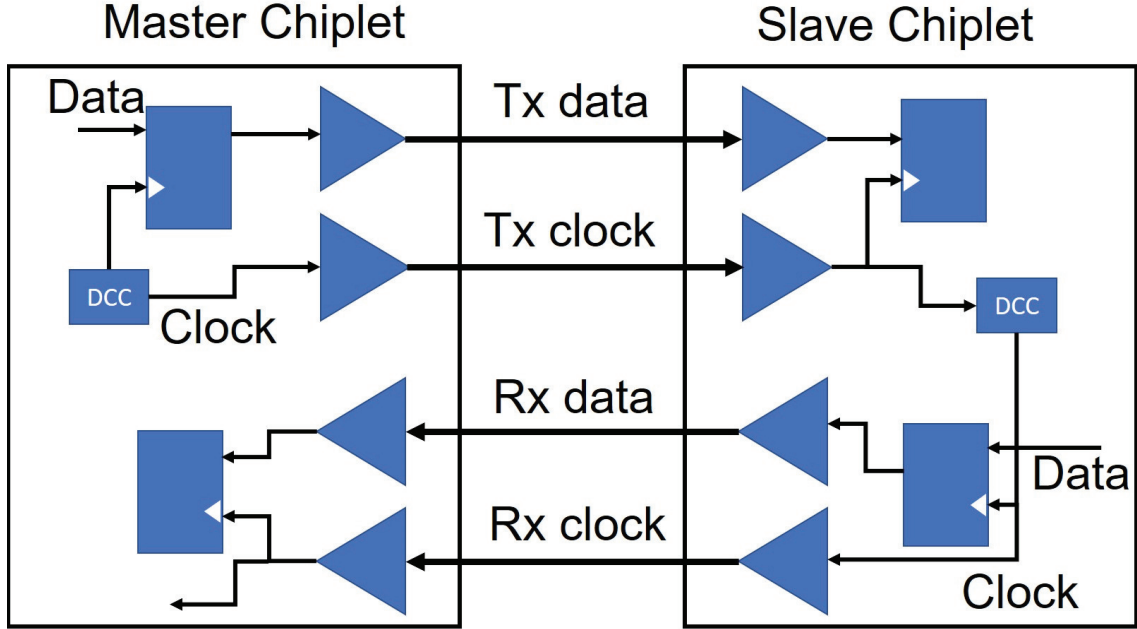 Master Chiplet
Slave Chiplet
Data
Tx data
Tx clock
DCC
Clock
DCC
Rx data
Data
Rx clock
Clock